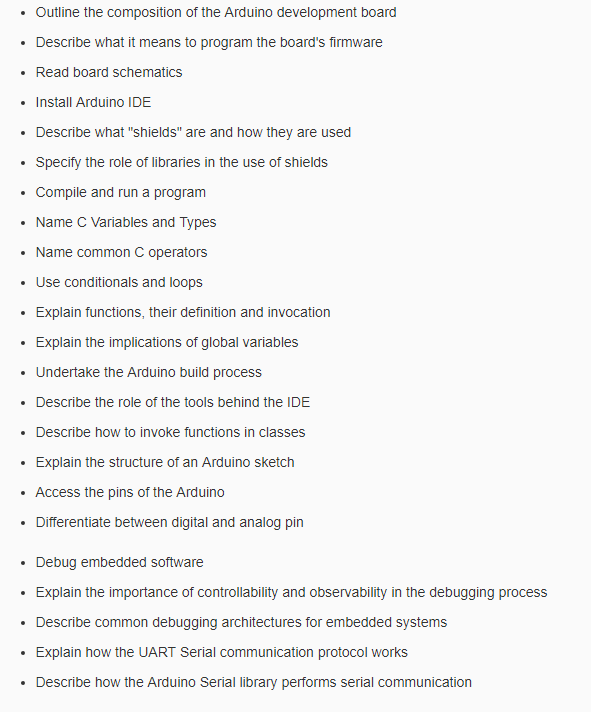 Outline the composition of the Arduino development board
Describe what it means to program the board's firmware
Read board schematics
Install Arduino IDE
Describe what "shields" are and how they are used
Specify the role of libraries in the use of shields
Compile and run a program
Name C Variables and Types
Name common C operators
Use conditionals and loops
Explain functions, their definition and invocation
Explain the implications of global variables
Undertake the Arduino build process
Describe the role of the tools behind the IDE
Describe how to invoke functions in classes
Explain the structure of an Arduino sketch
Access the pins of the Arduino
Differentiate between digital and analog pin
Debug embedded software
Explain the importance of controllability and observability in the debugging process
Describe common debugging architectures for embedded systems
Explain how the UART Serial communication protocol works
Describe how the Arduino Serial library performs serial communication